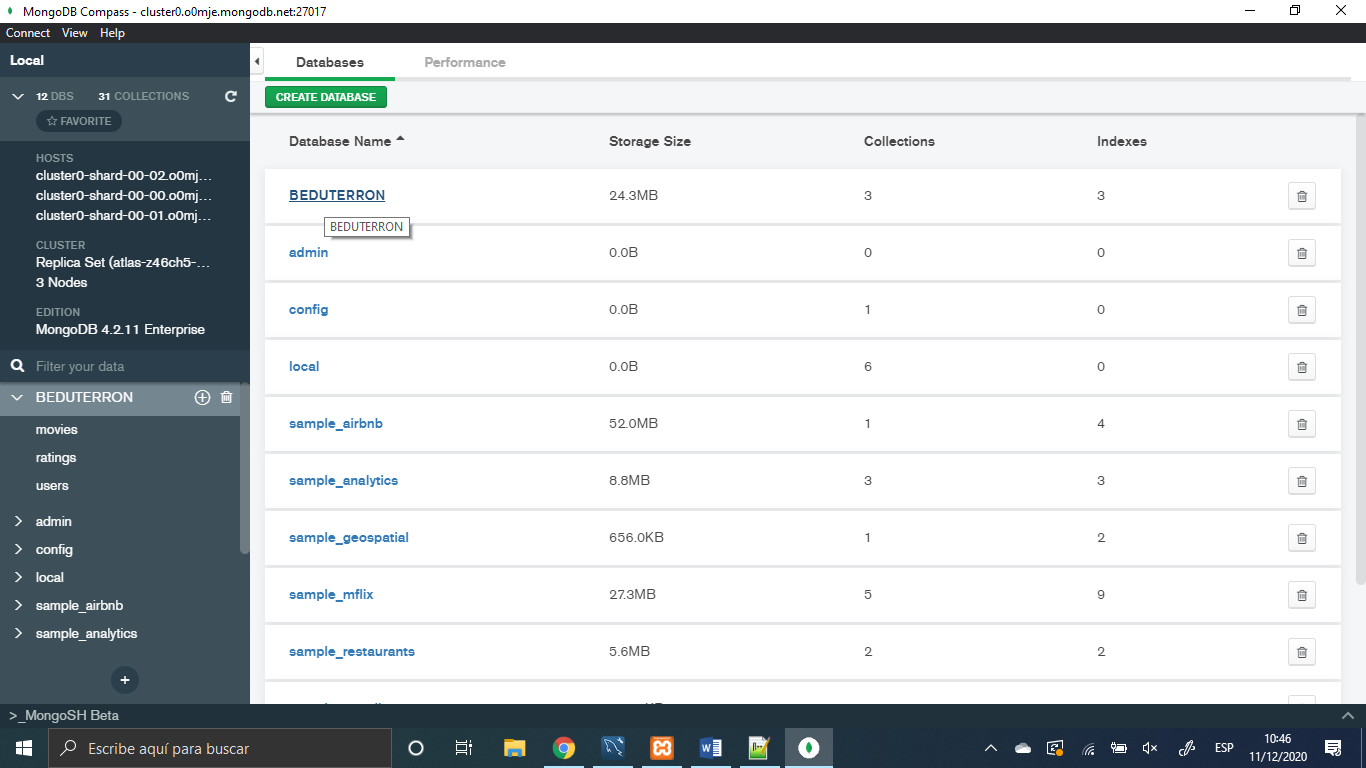 MongoDB Compass - cluster0.o0mje.mongodb.net:27017
Connect View Help
Local
12 DBS 31 COLLECTIONS
FAVORITE
HOSTS
cluster0-shard-00-02.o0mj...
cluster0-shard-00-00.o0mj...
cluster0-shard-00-01.o0mj...
CLUSTER
Replica Set (atlas-z46ch5-...
3 Nodes
EDITION
MongoDB 4.2.11 Enterprise
Filter your data
BEDUTERRON
movies
ratings
users
admin
config
local
sample_airbnb
sample_analytics
Databases Performance
CREATE DATABASE
Database Name Storage Size Collections Indexes
BEDUTERRON 24.3MB 3 3
BEDUTERRON
admin 0.0B 0 0
config 0.0B 1 0
local 0.0B 6 0
sample_airbnb 52.0MB 1 4
sample_analytics 8.8MB 3 3
sample_geospatial 656.0KB 1 2
sample_mflix 27.3MB 5 9
sample_restaurants 5.6MB 2 2
>_MongoSH Beta
Escribe aquí para buscar
ESP
10:46
11/12/2020